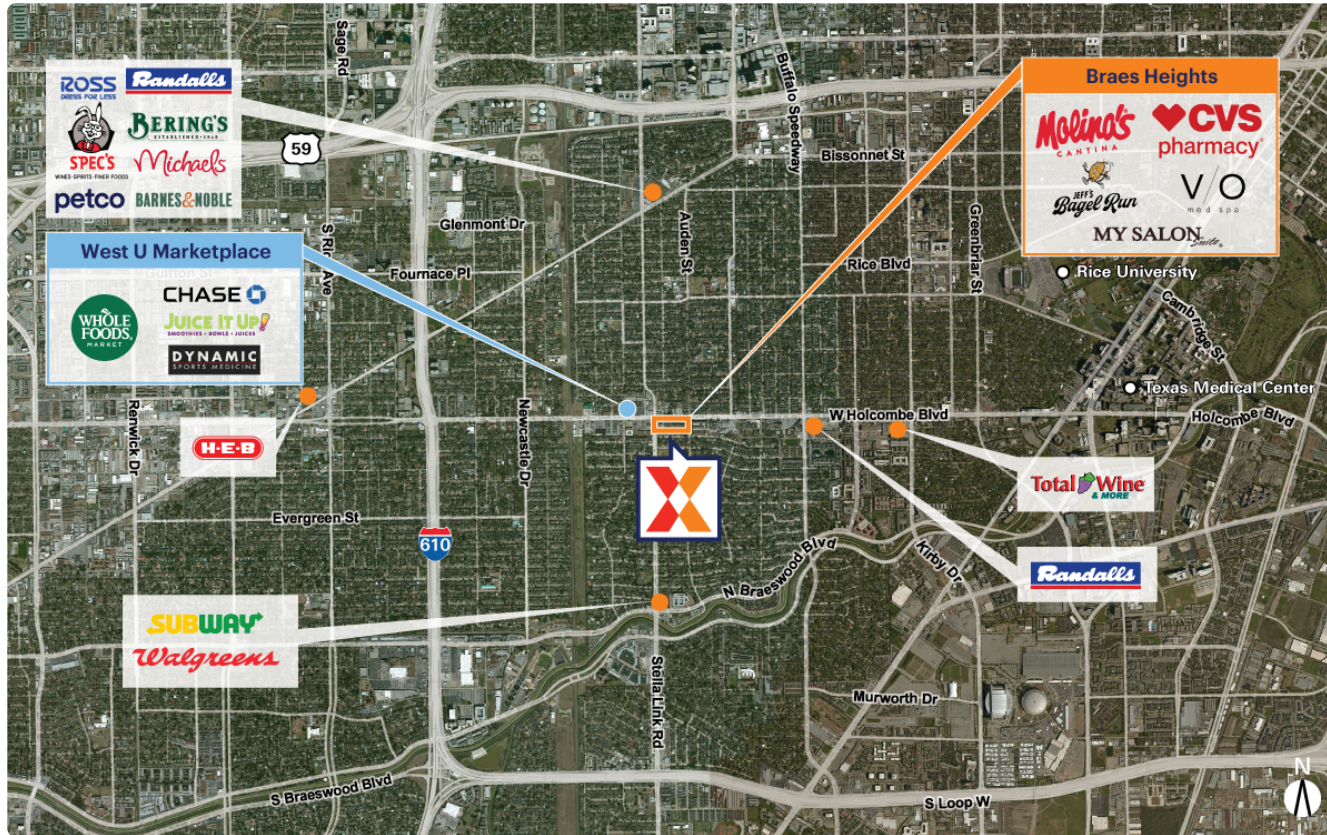 Sage Rd
Buffalo Speedway
ROSS
DRESS FOR LESS
Randalls
SPEC'S
WINES·SPIRITS·FINER FOODS
BERING'S
ESTABLISHED·1940
Michaels
petco
BARNES&NOBLE
59
Braes Heights
Molina's
CANTINA
CVS
pharmacy
JEFF'S
Bagel Run
V/O
med spa
MY SALON
Suite
Bissonnet St
Glenmont Dr
Auden St
Greenbriar St
S Rice Ave
West U Marketplace
Gulfton St
WHOLE
FOODS
MARKET
CHASE
JUICE IT UP!
SMOOTHIES • BOWLS • JUICES
DYNAMIC
SPORTS MEDICINE
Fournace Pl
Rice Blvd
Rice University
Cambridge St
Texas Medical Center
Renwick Dr
Newcastle Dr
W Holcombe Blvd
Holcombe Blvd
H·E·B
Total Wine
& MORE
Evergreen St
610
N Braeswood Blvd
Kirby Dr
Randalls
SUBWAY
Walgreens
Stella Link Rd
Murworth Dr
S Braeswood Blvd
S Loop W
N